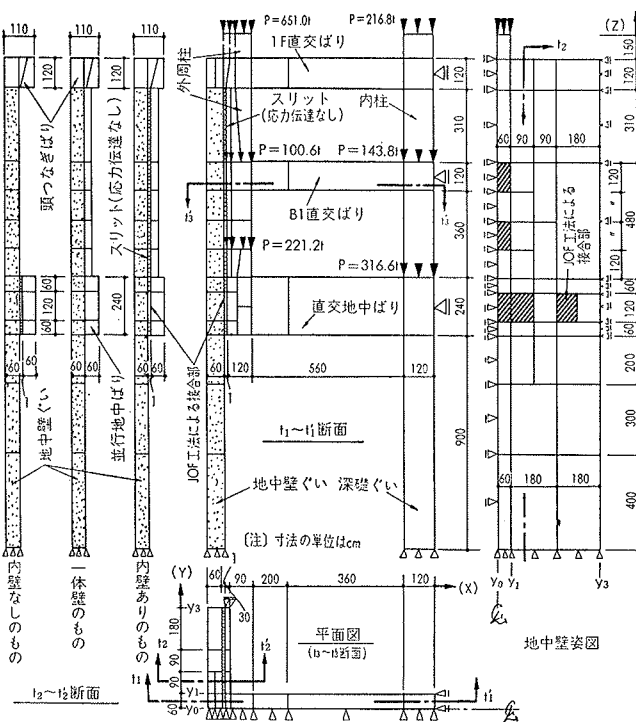 110
110
110
120
120
頭つなぎばり
スリット(応力伝達なし)
60
120
60
240
60
60
60
60
60
60
地中壁ぐい
並行地中ばり
内壁なしのもの
一体壁のもの
内壁ありのもの
t₂～t₂'断面
P=651.0t
P=216.8t
外周柱
1F直交ばり
スリット
(応力伝達なし)
内柱
P=100.6t
P=143.8t
B1直交ばり
t₃
P=221.2t
P=316.6t
直交地中ばり
JOF工法による接合部
60
120
560
120
1
t₁～t₁'断面
地中壁ぐい 深礎ぐい
〔注〕寸法の単位はcm
120
310
120
360
240
900
(Y)
60
1
90
200
360
120
(X)
30
y₃
180
t₂
t₂'
90
90
t₁
y₁
60
y₀
平面図
(t₃～t₃'断面)
t₁'
(Z)
t₂
150
120
310
60
90
90
180
120
〃
480
〃
120
JOF工法による
接合部
60
120
60
200
300
400
60
180
180
y₀
y₁
y₃
地中壁姿図